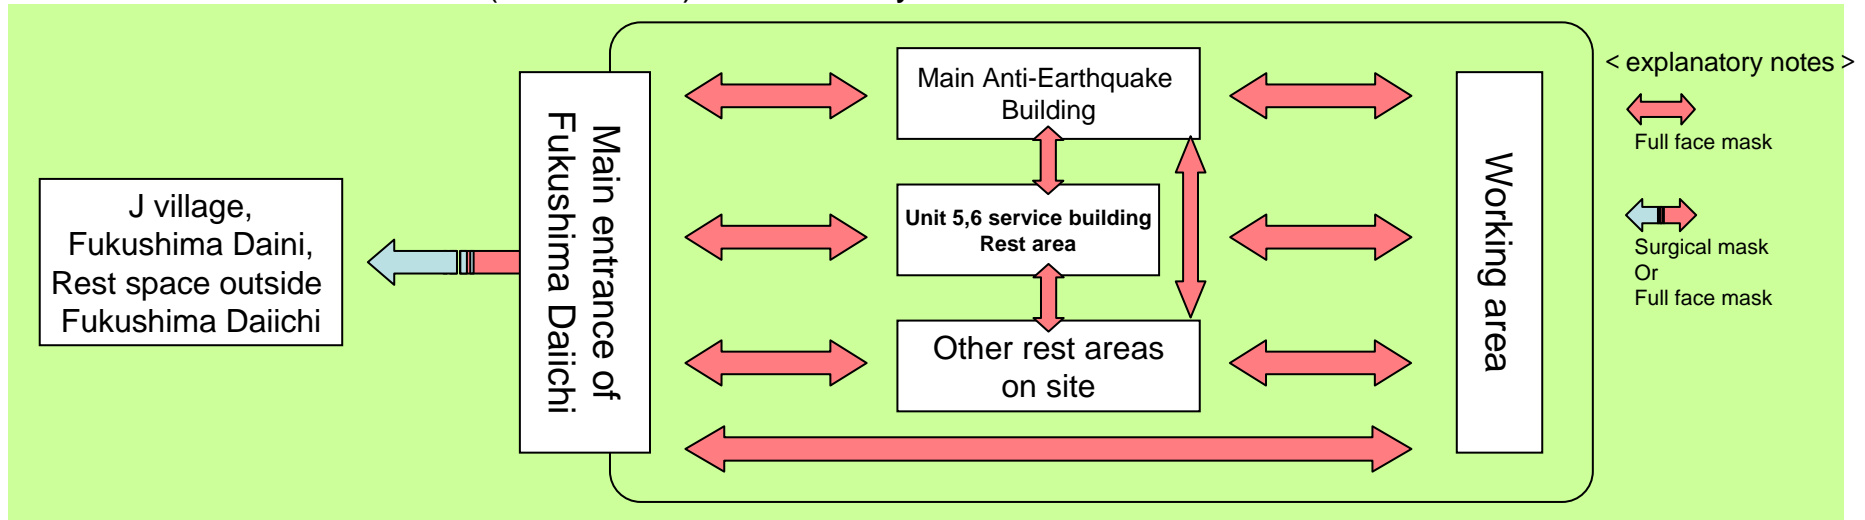 J village,
Fukushima Daini,
Rest space outside
Fukushima Daiichi
Main entrance of
Fukushima Daiichi
Main Anti-Earthquake
Building
Unit 5,6 service building
Rest area
Other rest areas
on site
Working area
< explanatory notes >
Full face mask
Surgical mask
Or
Full face mask